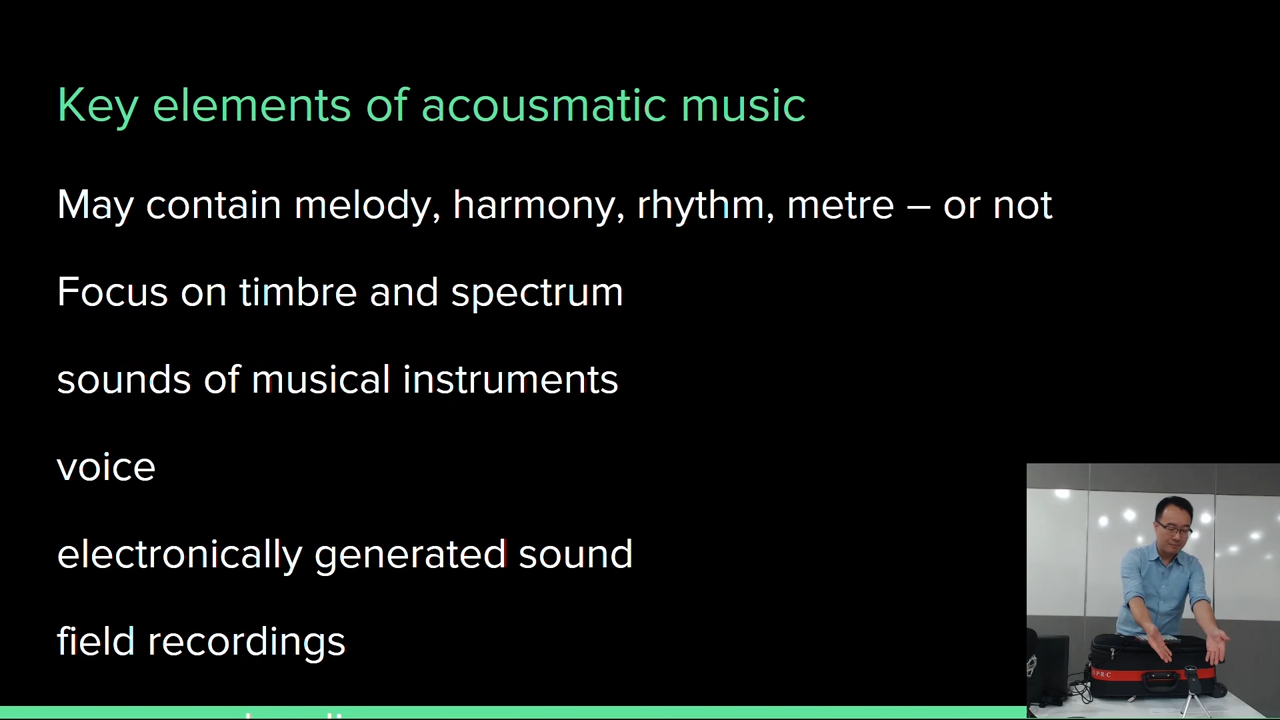 Key elements of acousmatic music
May contain melody, harmony, rhythm, metre – or not
Focus on timbre and spectrum
sounds of musical instruments
voice
electronically generated sound
field recordings